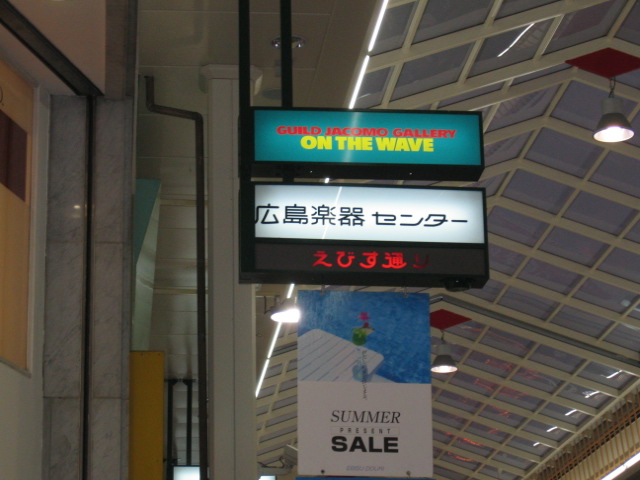 GUILD JACOMO GALLERY
ON THE WAVE
広島楽器センター
えびす通り
SUMMER
PRESENT
SALE